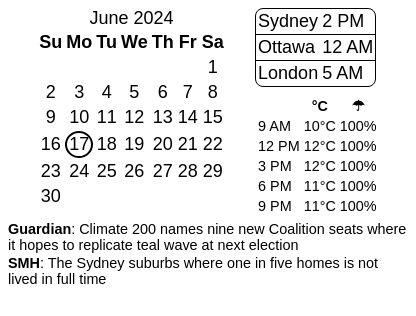 June 2024
Su Mo Tu We Th Fr Sa
1
2 3 4 5 6 7 8
9 10 11 12 13 14 15
16 17 18 19 20 21 22
23 24 25 26 27 28 29
30
Sydney 2 PM
Ottawa 12 AM
London 5 AM
°C ☂
9 AM 10°C 100%
12 PM 12°C 100%
3 PM 12°C 100%
6 PM 11°C 100%
9 PM 11°C 100%
Guardian: Climate 200 names nine new Coalition seats where
it hopes to replicate teal wave at next election
SMH: The Sydney suburbs where one in five homes is not
lived in full time